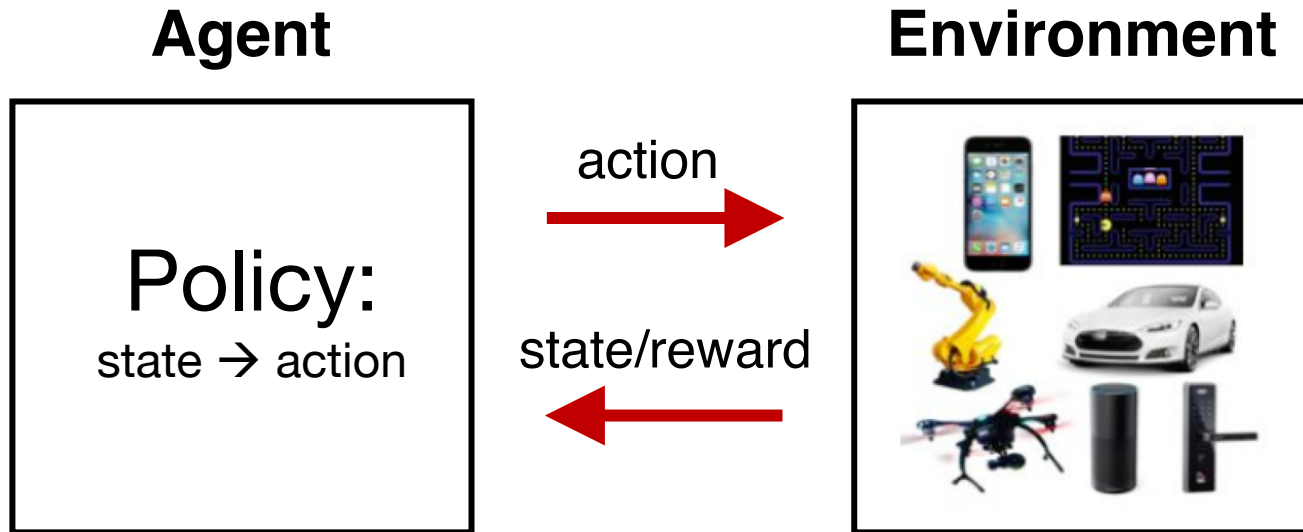 Agent
Environment
Policy:
state → action
action
state/reward